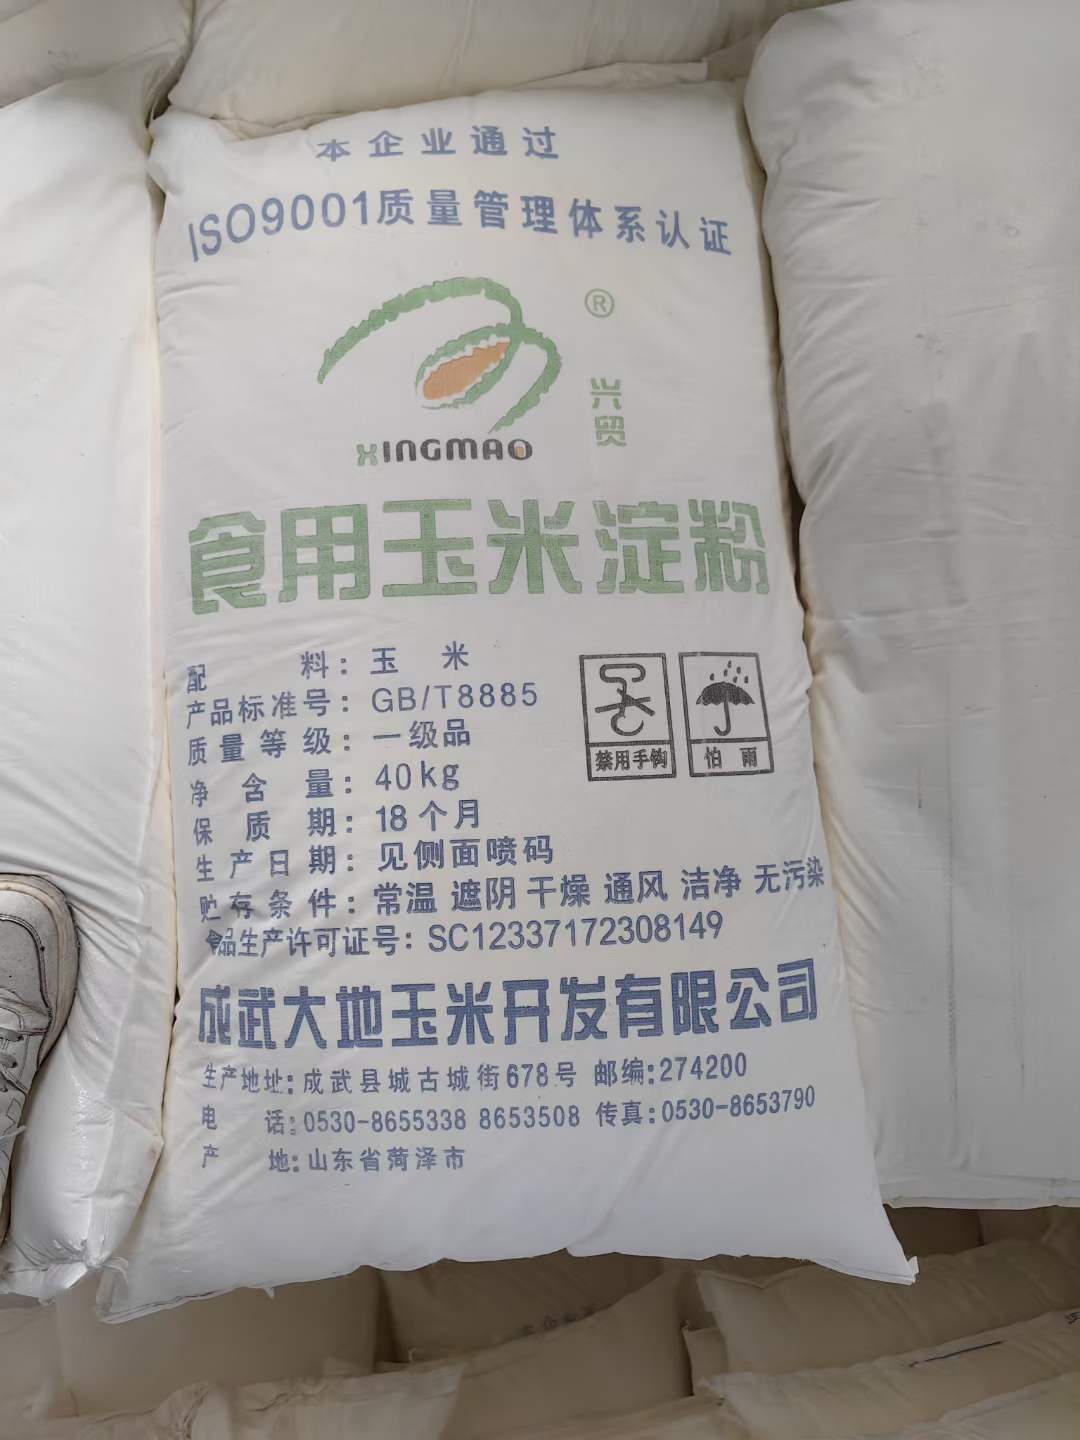 本企业通过
ISO9001质量管理体系认证
®
兴贸
XINGMAO
食用玉米淀粉
配料：玉米
产品标准号：GB/T8885
质量等级：一级品
净含量：40kg
保质期：18个月
生产日期：见侧面喷码
贮存条件：常温 遮阴 干燥 通风 洁净 无污染
食品生产许可证号：SC12337172308149
禁用手钩
怕雨
成武大地玉米开发有限公司
生产地址：成武县城古城街678号 邮编：274200
电话：0530-8655338 8653508 传真：0530-8653790
产地：山东省菏泽市